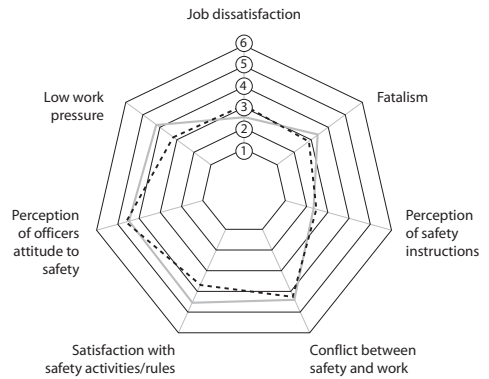 Job dissatisfaction
6
5
4
3
2
1
Low work
pressure
Fatalism
Perception
of officers
attitude to
safety
Perception
of safety
instructions
Satisfaction with
safety activities/rules
Conflict between
safety and work